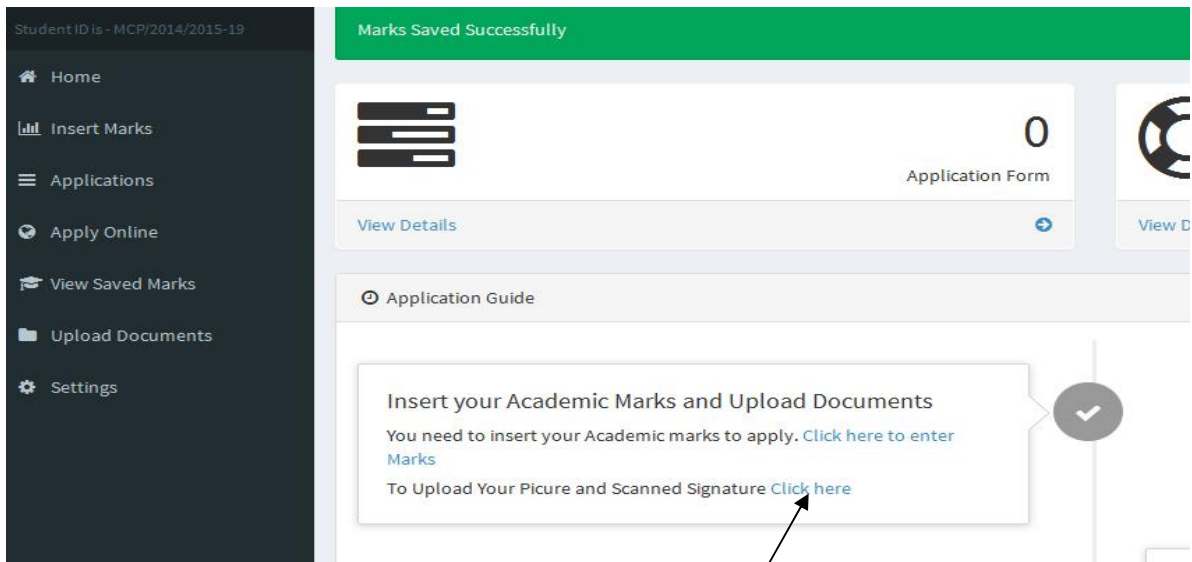 Student ID is - MCP/2014/2015-19
Home
Insert Marks
Applications
Apply Online
View Saved Marks
Upload Documents
Settings
Marks Saved Successfully
0
Application Form
View Details
View D
Application Guide
Insert your Academic Marks and Upload Documents
You need to insert your Academic marks to apply. Click here to enter
Marks
To Upload Your Picure and Scanned Signature Click here